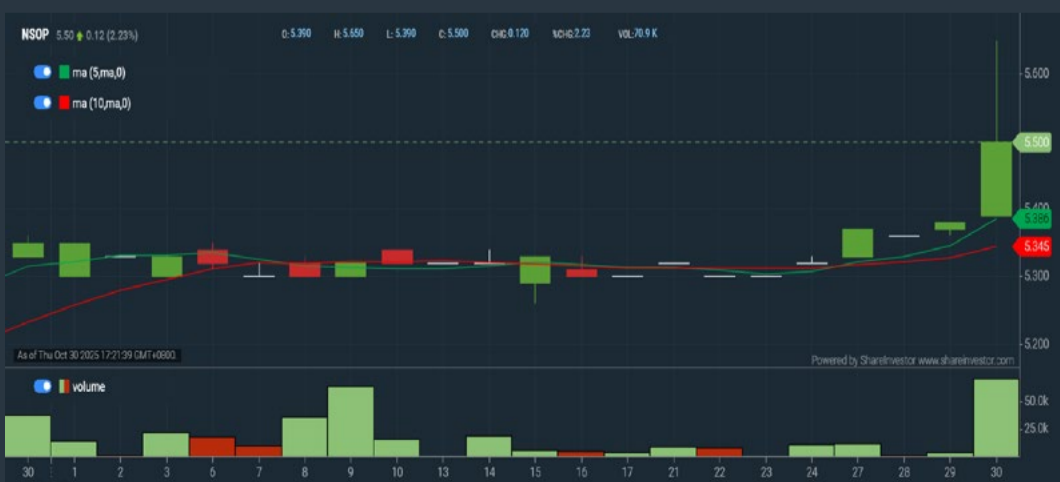 NSOP 5.50 0.12 (2.23%) O: 5.390 H: 5.650 L: 5.390 C: 5.500 CHG:0.120 %CHG:2.23 VOL:70.9 K
ma (5,ma,0)
ma (10,ma,0)
5.600
5.500
5.400
5.386
5.345
5.300
5.200
As of Thu Oct 30 2025 17:21:39 GMT+0800.
Powered by ShareInvestor www.shareinvestor.com
volume
50.0k
25.0k
30 1 2 3 6 7 8 9 10 13 14 15 16 17 21 22 23 24 27 28 29 30